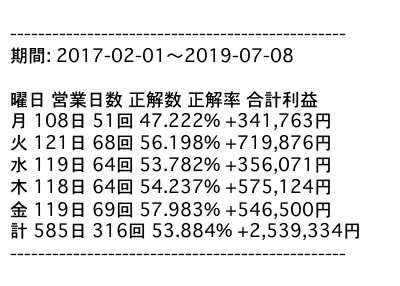 ------------------------------------------------
期間: 2017-02-01〜2019-07-08
曜日 営業日数 正解数 正解率 合計利益
月 108日 51回 47.222% +341,763円
火 121日 68回 56.198% +719,876円
水 119日 64回 53.782% +356,071円
木 118日 64回 54.237% +575,124円
金 119日 69回 57.983% +546,500円
計 585日 316回 53.884% +2,539,334円
------------------------------------------------